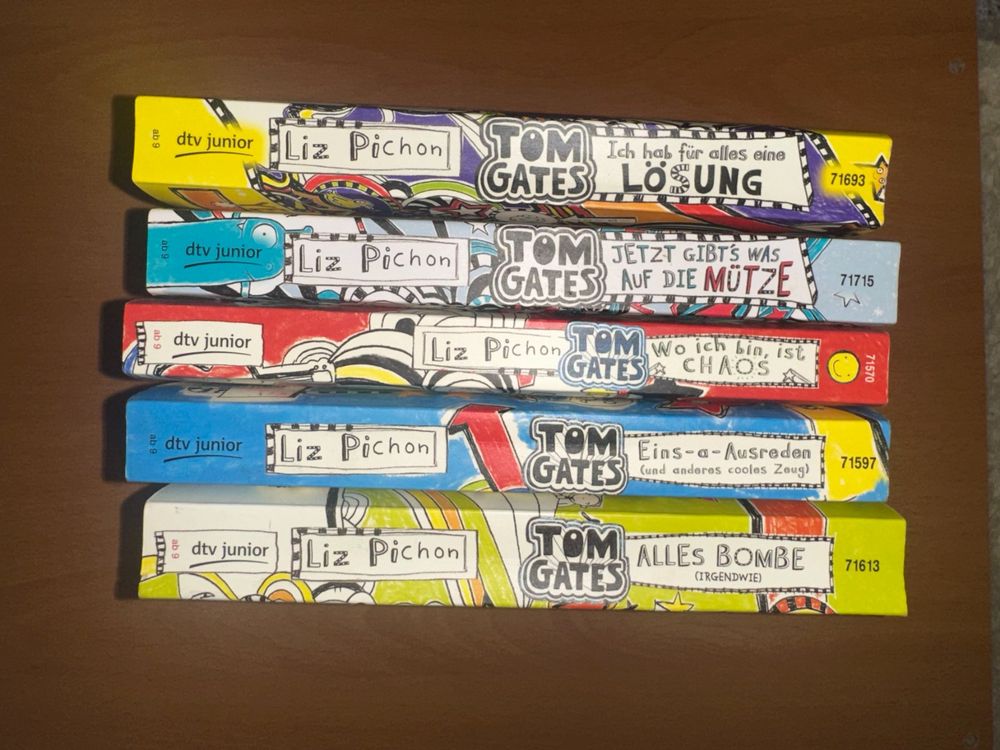 ab 9
dtv junior
Liz Pichon
TOM
GATES
Ich hab für alles eine
LÖSUNG
71693
ab 9
dtv junior
Liz Pichon
TOM
GATES
JETZT GIBT'S WAS
AUF DIE MÜTZE
71715
ab 9
dtv junior
Liz Pichon
TOM
GATES
Wo ich bin, ist
CHAOS
71570
ab 9
dtv junior
Liz Pichon
TOM
GATES
Eins-a-Ausreden
(und anderes cooles Zeug)
71597
ab 9
dtv junior
Liz Pichon
TOM
GATES
ALLES BOMBE
(IRGENDWIE)
71613